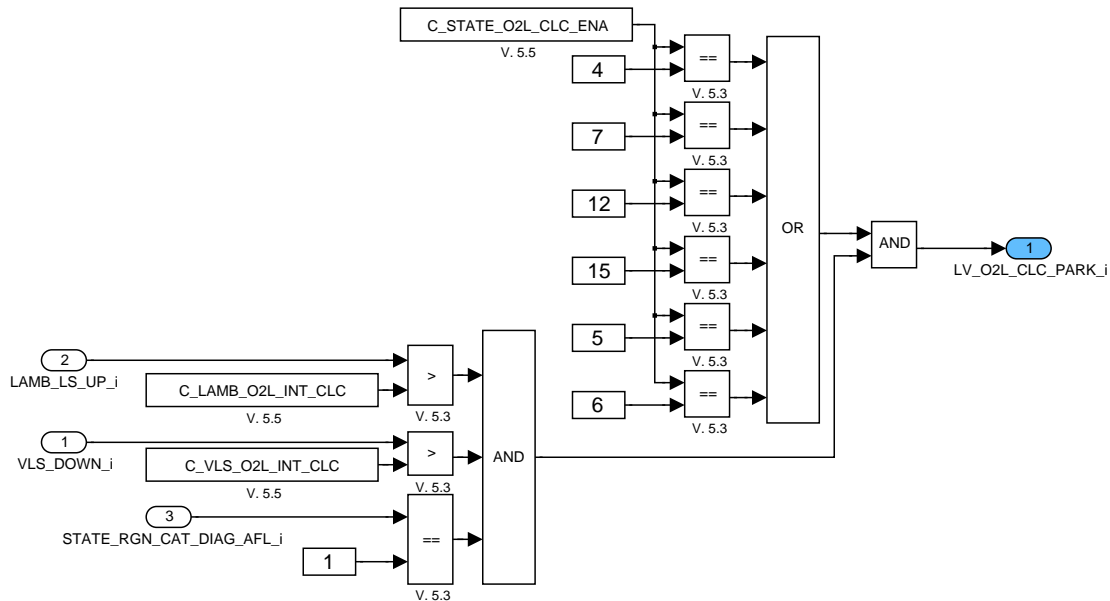 C_STATE_O2L_CLC_ENA
V. 5.5
4
==
V. 5.3
7
==
V. 5.3
12
==
V. 5.3
15
==
V. 5.3
5
==
V. 5.3
6
==
V. 5.3
OR
AND
1
LV_O2L_CLC_PARK_i
2
LAMB_LS_UP_i
C_LAMB_O2L_INT_CLC
V. 5.5
>
V. 5.3
1
VLS_DOWN_i
C_VLS_O2L_INT_CLC
V. 5.5
>
V. 5.3
AND
3
STATE_RGN_CAT_DIAG_AFL_i
1
==
V. 5.3